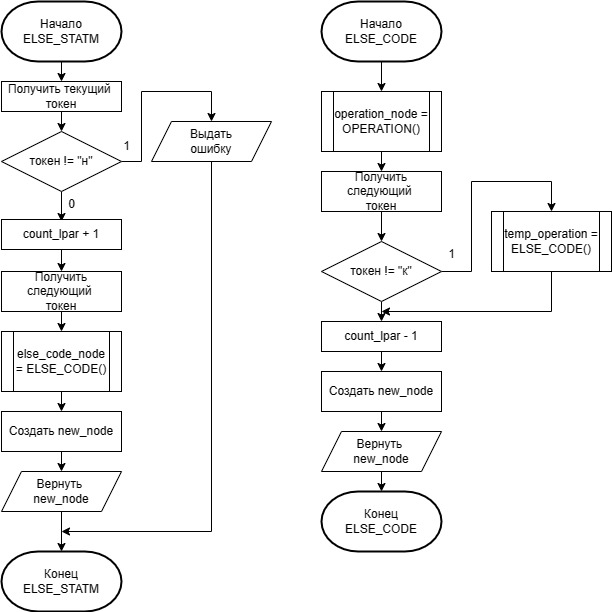 Начало
ELSE_STATM
Получить текущий
токен
токен != "н"
1
Выдать
ошибку
0
count_lpar + 1
Получить
следующий
токен
else_code_node
= ELSE_CODE()
Создать new_node
Вернуть
new_node
Конец
ELSE_STATM
Начало
ELSE_CODE
operation_node =
OPERATION()
Получить
следующий
токен
токен != "к"
1
temp_operation =
ELSE_CODE()
count_lpar - 1
Создать new_node
Вернуть
new_node
Конец
ELSE_CODE